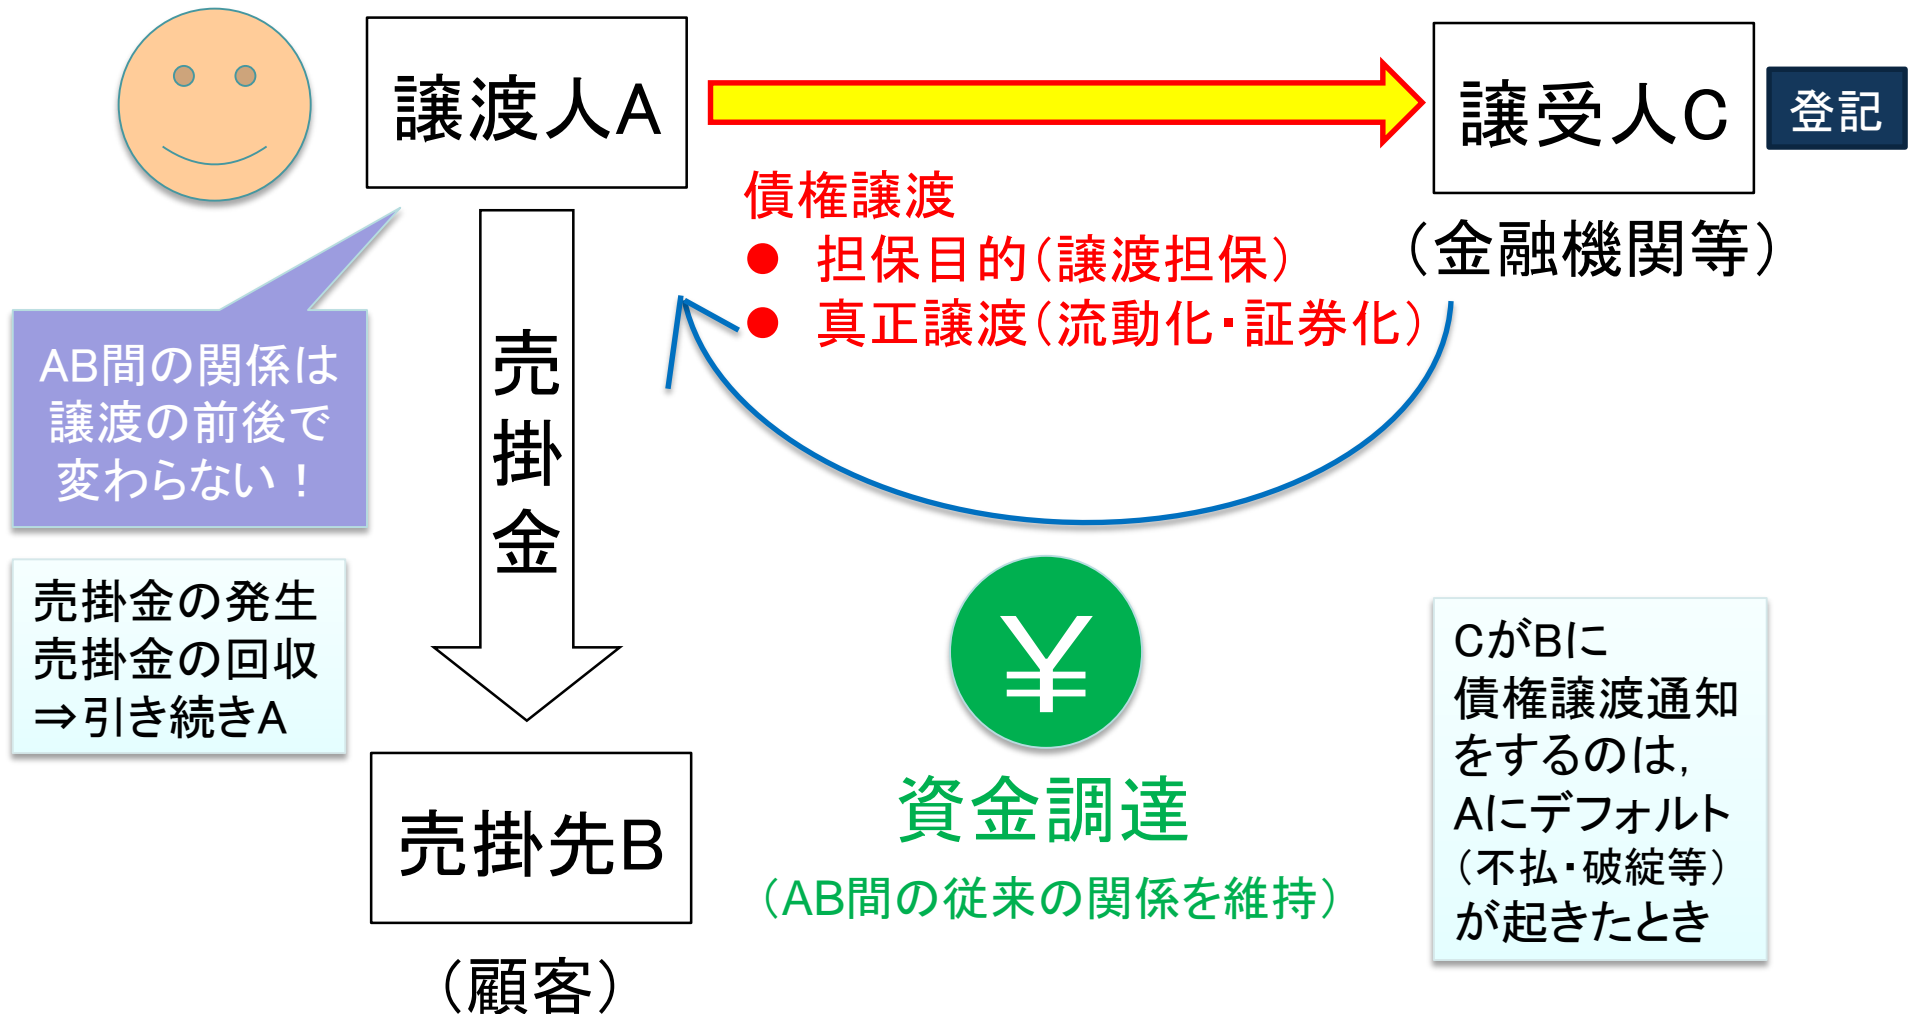 譲渡人A
譲受人C
登記
(金融機関等)
債権譲渡
● 担保目的(譲渡担保)
● 真正譲渡(流動化・証券化)
売掛金
AB間の関係は
譲渡の前後で
変わらない！
売掛金の発生
売掛金の回収
⇒引き続きA
売掛先B
(顧客)
¥
資金調達
(AB間の従来の関係を維持)
CがBに
債権譲渡通知
をするのは,
Aにデフォルト
(不払・破綻等)
が起きたとき